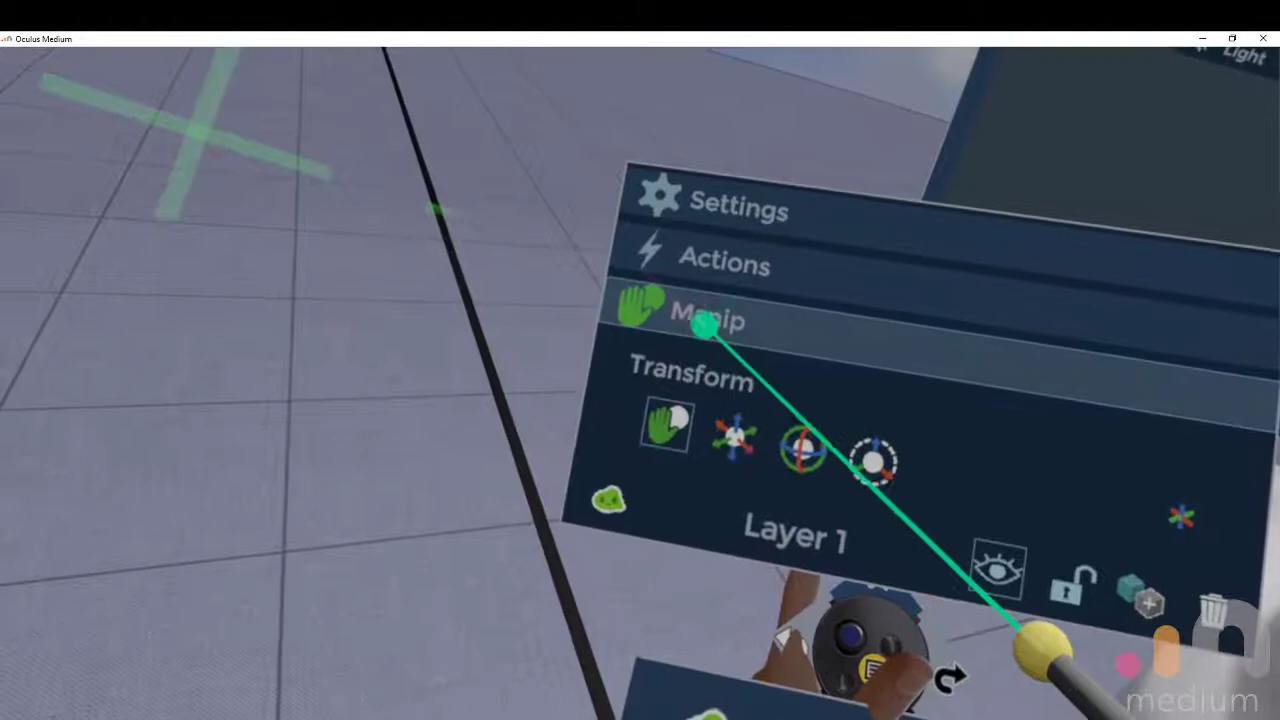 Oculus Medium
Light
Settings
Actions
Manip
Transform
Layer 1
medium